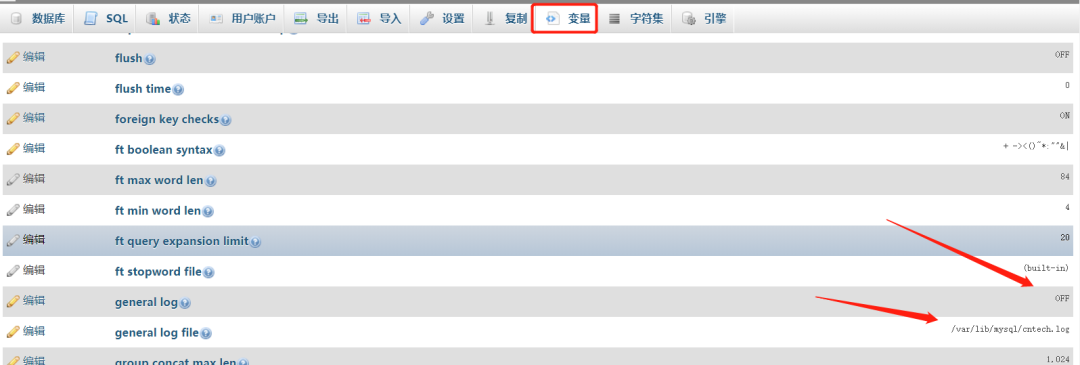 数据库 SQL 状态 用户账户 导出 导入 设置 复制 变量 字符集 引擎
编辑 flush OFF
编辑 flush time 0
编辑 foreign key checks ON
编辑 ft boolean syntax + -><()~*:""&|
编辑 ft max word len 84
编辑 ft min word len 4
编辑 ft query expansion limit 20
编辑 ft stopword file (built-in)
编辑 general log OFF
编辑 general log file /var/lib/mysql/cntech.log
编辑 group concat max len 1,024